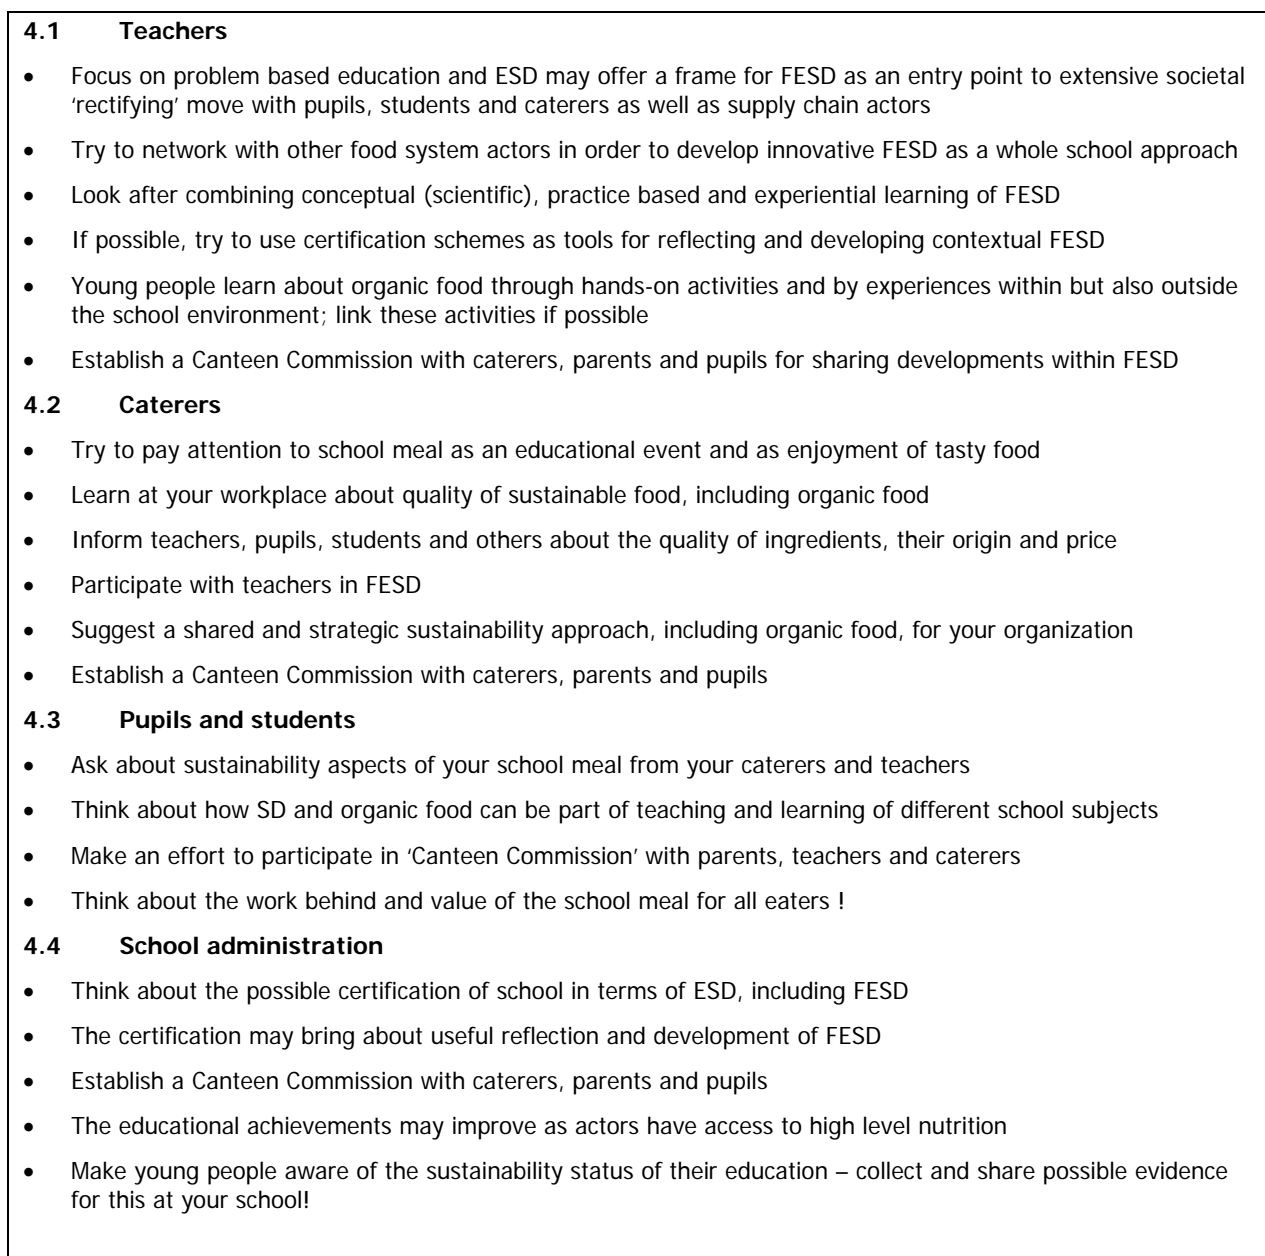 4.1 Teachers
• Focus on problem based education and ESD may offer a frame for FESD as an entry point to extensive societal
'rectifying' move with pupils, students and caterers as well as supply chain actors
• Try to network with other food system actors in order to develop innovative FESD as a whole school approach
• Look after combining conceptual (scientific), practice based and experiential learning of FESD
• If possible, try to use certification schemes as tools for reflecting and developing contextual FESD
• Young people learn about organic food through hands-on activities and by experiences within but also outside
the school environment; link these activities if possible
• Establish a Canteen Commission with caterers, parents and pupils for sharing developments within FESD
4.2 Caterers
• Try to pay attention to school meal as an educational event and as enjoyment of tasty food
• Learn at your workplace about quality of sustainable food, including organic food
• Inform teachers, pupils, students and others about the quality of ingredients, their origin and price
• Participate with teachers in FESD
• Suggest a shared and strategic sustainability approach, including organic food, for your organization
• Establish a Canteen Commission with caterers, parents and pupils
4.3 Pupils and students
• Ask about sustainability aspects of your school meal from your caterers and teachers
• Think about how SD and organic food can be part of teaching and learning of different school subjects
• Make an effort to participate in 'Canteen Commission' with parents, teachers and caterers
• Think about the work behind and value of the school meal for all eaters !
4.4 School administration
• Think about the possible certification of school in terms of ESD, including FESD
• The certification may bring about useful reflection and development of FESD
• Establish a Canteen Commission with caterers, parents and pupils
• The educational achievements may improve as actors have access to high level nutrition
• Make young people aware of the sustainability status of their education – collect and share possible evidence
for this at your school!